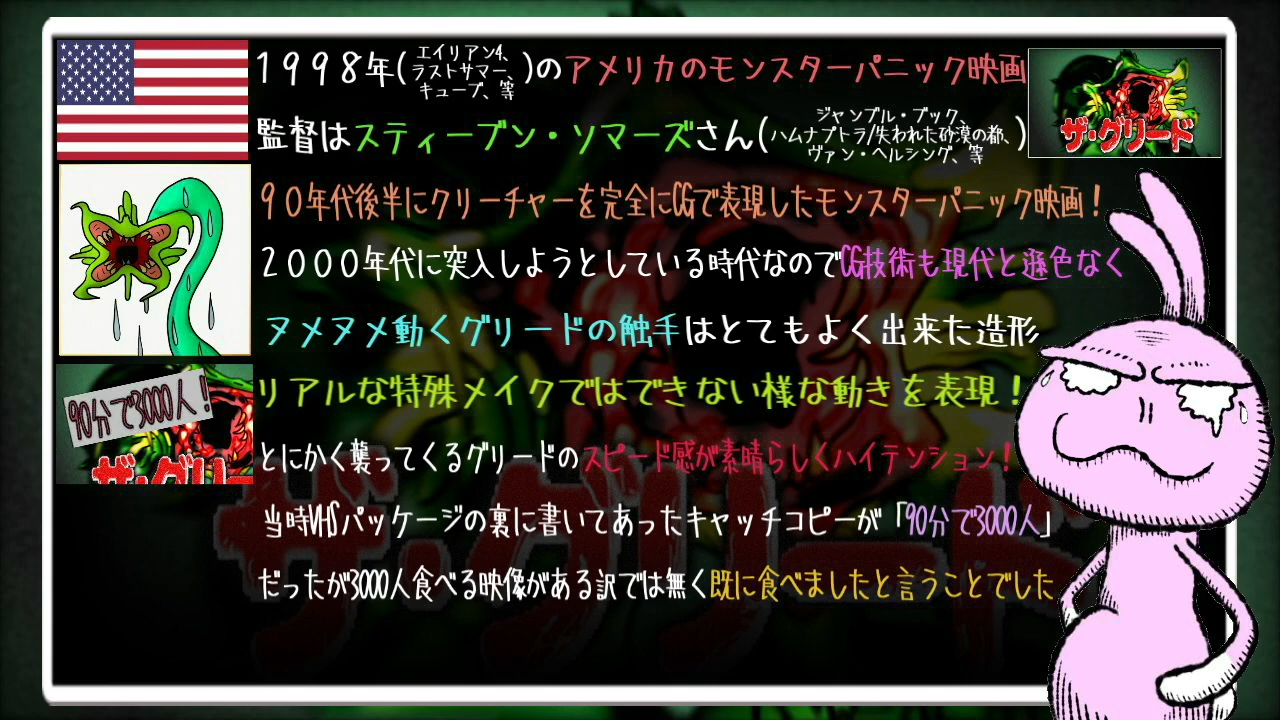 1998年(エイリアン4、ラストサマー、キューブ、等)のアメリカのモンスターパニック映画
ザ・グリード
監督はスティーブン・ソマーズさん(ジャングル・ブック、ハムナプトラ/失われた砂漠の都、ヴァン・ヘルシング、等)
90年代後半にクリーチャーを完全にCGで表現したモンスターパニック映画！
2000年代に突入しようとしている時代なのでCG技術も現代と遜色なく
ヌメヌメ動くグリードの触手はとてもよく出来た造形
リアルな特殊メイクではできない様な動きを表現！
90分で3000人！
ザ・グリー
とにかく襲ってくるグリードのスピード感が素晴らしくハイテンション！
当時VHSパッケージの裏に書いてあったキャッチコピーが「90分で3000人」
だったが3000人食べる映像がある訳では無く既に食べましたと言うことでした
ザ・グリード